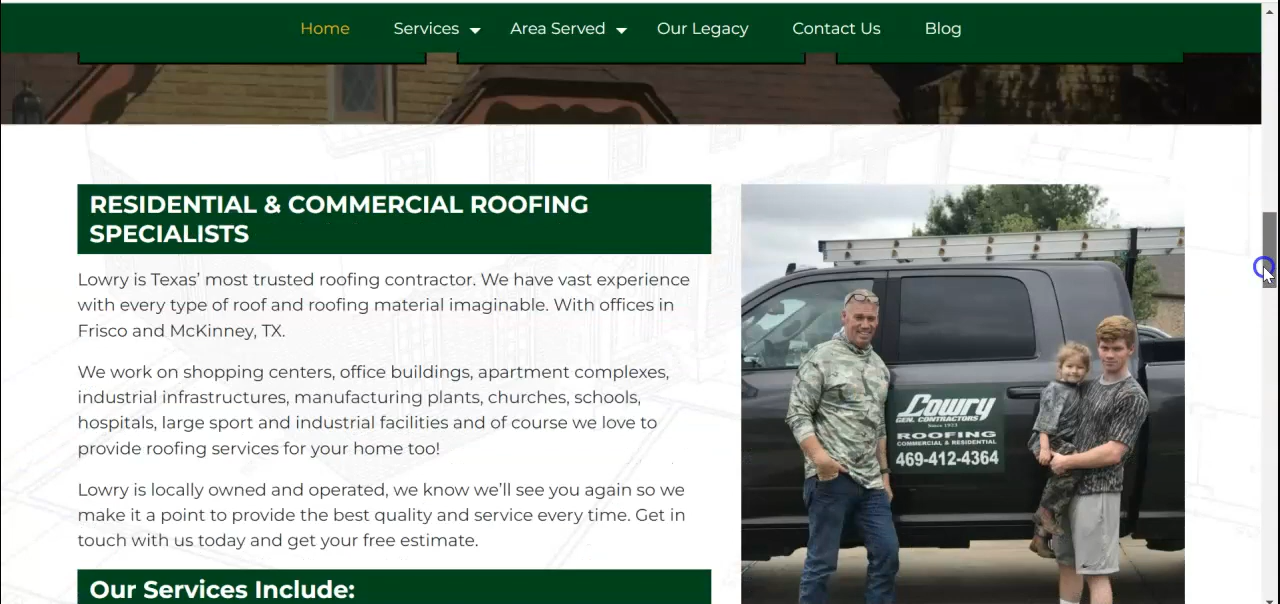 Home Services Area Served Our Legacy Contact Us Blog
RESIDENTIAL & COMMERCIAL ROOFING
SPECIALISTS
Lowry is Texas’ most trusted roofing contractor. We have vast experience
with every type of roof and roofing material imaginable. With offices in
Frisco and McKinney, TX.
We work on shopping centers, office buildings, apartment complexes,
industrial infrastructures, manufacturing plants, churches, schools,
hospitals, large sport and industrial facilities and of course we love to
provide roofing services for your home too!
Lowry is locally owned and operated, we know we’ll see you again so we
make it a point to provide the best quality and service every time. Get in
touch with us today and get your free estimate.
Our Services Include:
Lowry
GEN. CONTRACTORS
Since 1933
ROOFING
COMMERCIAL & RESIDENTIAL
469-412-4364